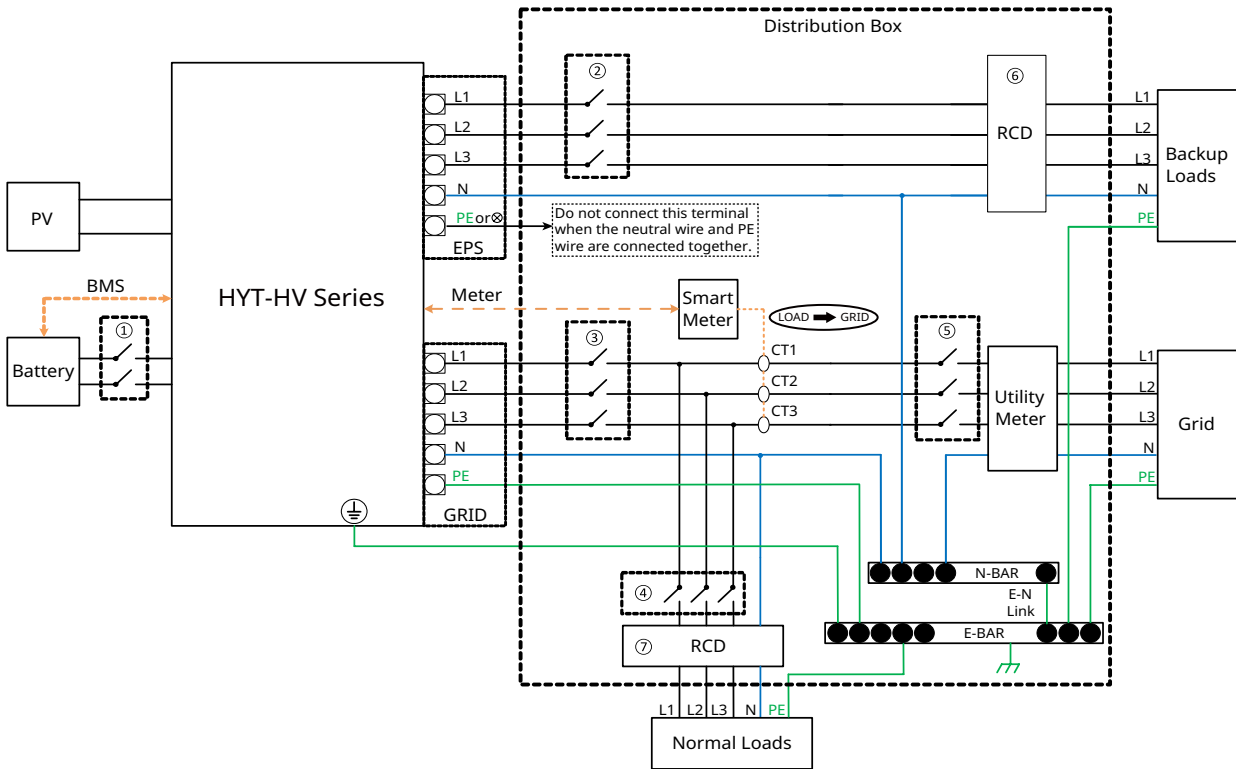 Distribution Box
②
⑥
L1
L2
L3
N
PE or ⊗
EPS
RCD
L1
L2
L3
N
PE
Backup
Loads
Do not connect this terminal
when the neutral wire and PE
wire are connected together.
PV
BMS
①
Battery
HYT-HV Series
Meter
Smart
Meter
LOAD ➡ GRID
③
⑤
L1
L2
L3
N
PE
GRID
CT1
CT2
CT3
Utility
Meter
L1
L2
L3
N
PE
Grid
N-BAR
E-N
Link
E-BAR
④
⑦
RCD
L1 L2 L3 N PE
Normal Loads